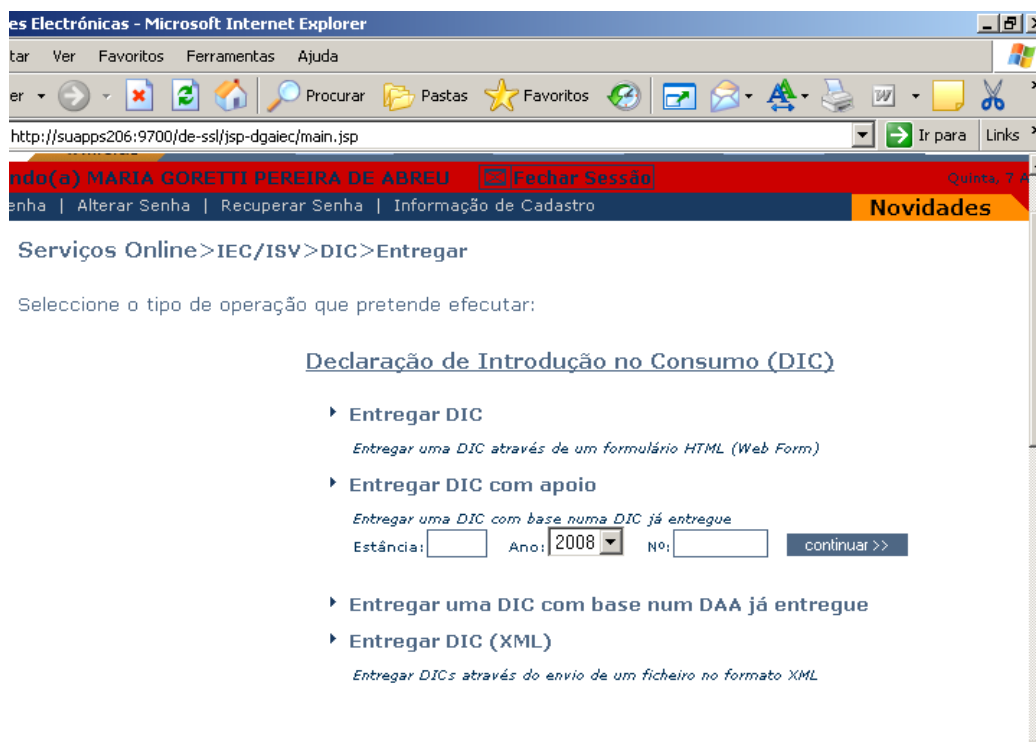 es Electrónicas - Microsoft Internet Explorer
tar Ver Favoritos Ferramentas Ajuda
er Procurar Pastas Favoritos
http://suapps206:9700/de-ssl/jsp-dgaiec/main.jsp Ir para Links
ndo(a) MARIA GORETTI PEREIRA DE ABREU Fechar Sessão Quinta, 7 A
enha | Alterar Senha | Recuperar Senha | Informação de Cadastro Novidades
Serviços Online>IEC/ISV>DIC>Entregar
Seleccione o tipo de operação que pretende efecutar:
Declaração de Introdução no Consumo (DIC)
Entregar DIC
Entregar uma DIC através de um formulário HTML (Web Form)
Entregar DIC com apoio
Entregar uma DIC com base numa DIC já entregue
Estância: Ano: 2008 Nº: continuar >>
Entregar uma DIC com base num DAA já entregue
Entregar DIC (XML)
Entregar DICs através do envio de um ficheiro no formato XML